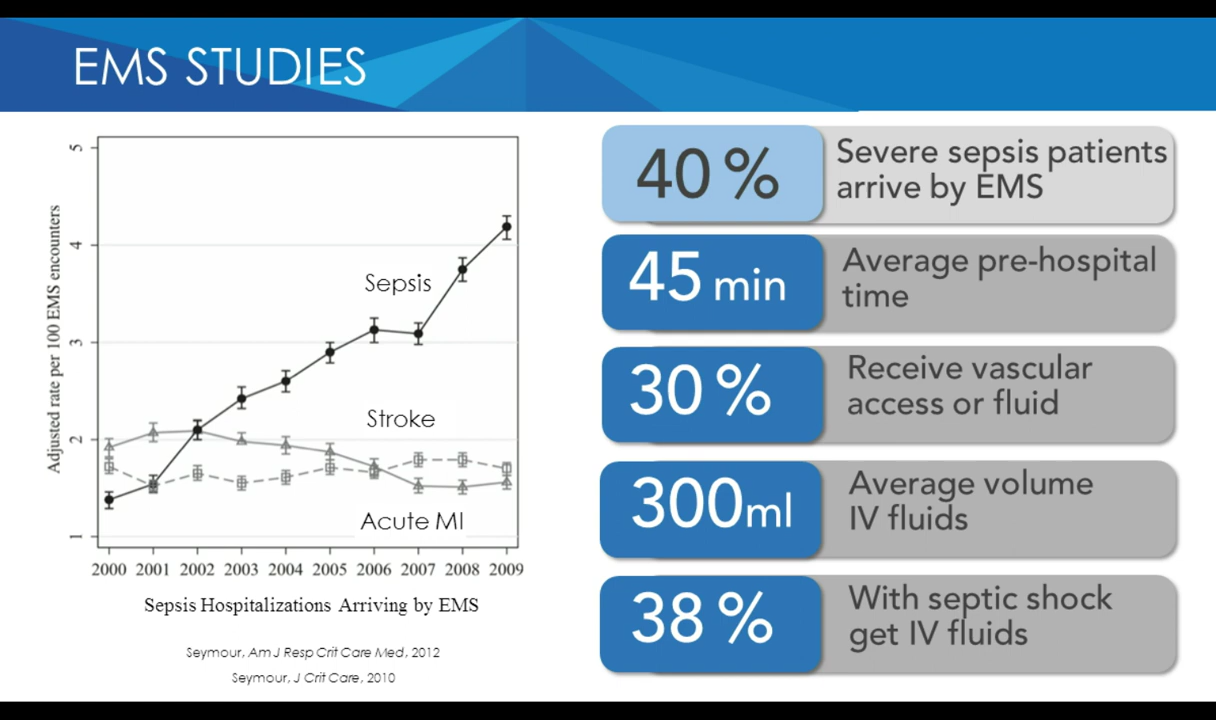 EMS STUDIES
5
4
3
2
1
Adjusted rate per 100 EMS encounters
Sepsis
Stroke
Acute MI
2000 2001 2002 2003 2004 2005 2006 2007 2008 2009
Sepsis Hospitalizations Arriving by EMS
Seymour, Am J Resp Crit Care Med, 2012
Seymour, J Crit Care, 2010
40 %
Severe sepsis patients
arrive by EMS
45 min
Average pre-hospital
time
30 %
Receive vascular
access or fluid
300ml
Average volume
IV fluids
38 %
With septic shock
get IV fluids